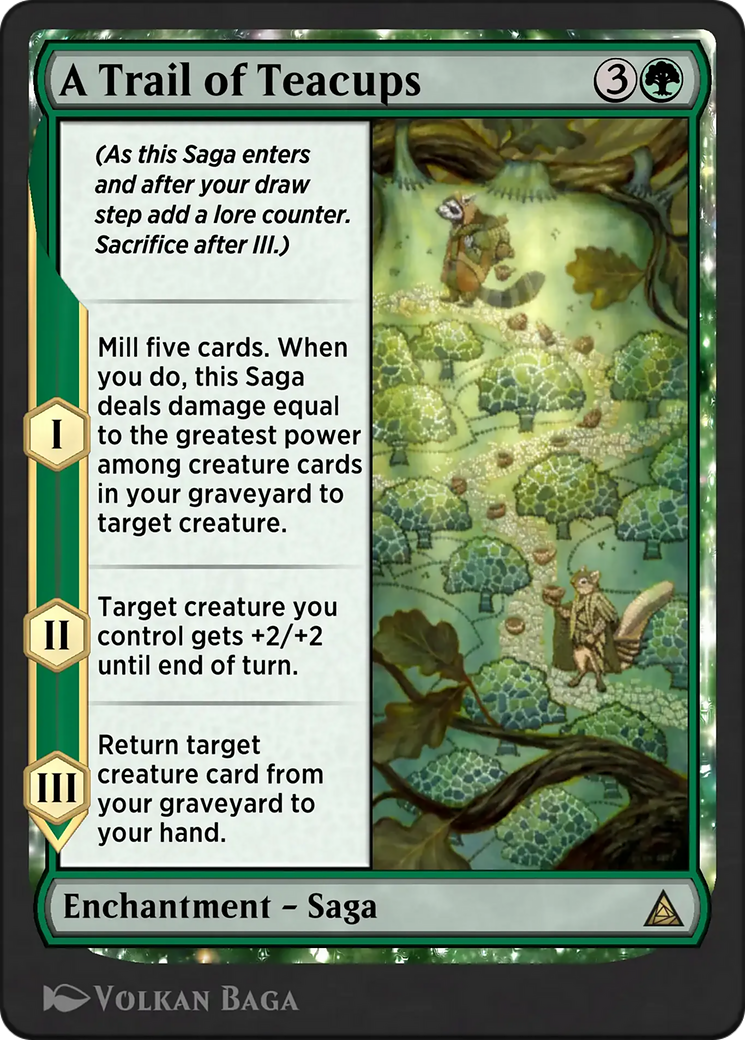 A Trail of Teacups 3
(As this Saga enters
and after your draw
step add a lore counter.
Sacrifice after III.)
I
Mill five cards. When
you do, this Saga
deals damage equal
to the greatest power
among creature cards
in your graveyard to
target creature.
II
Target creature you
control gets +2/+2
until end of turn.
III
Return target
creature card from
your graveyard to
your hand.
Enchantment – Saga
Volkan Baga